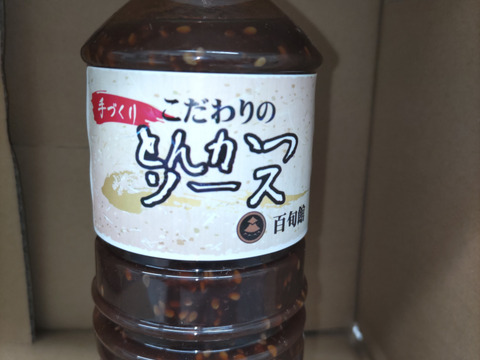 手づくり
こだわりの
とんかつ
ソース
百旬館